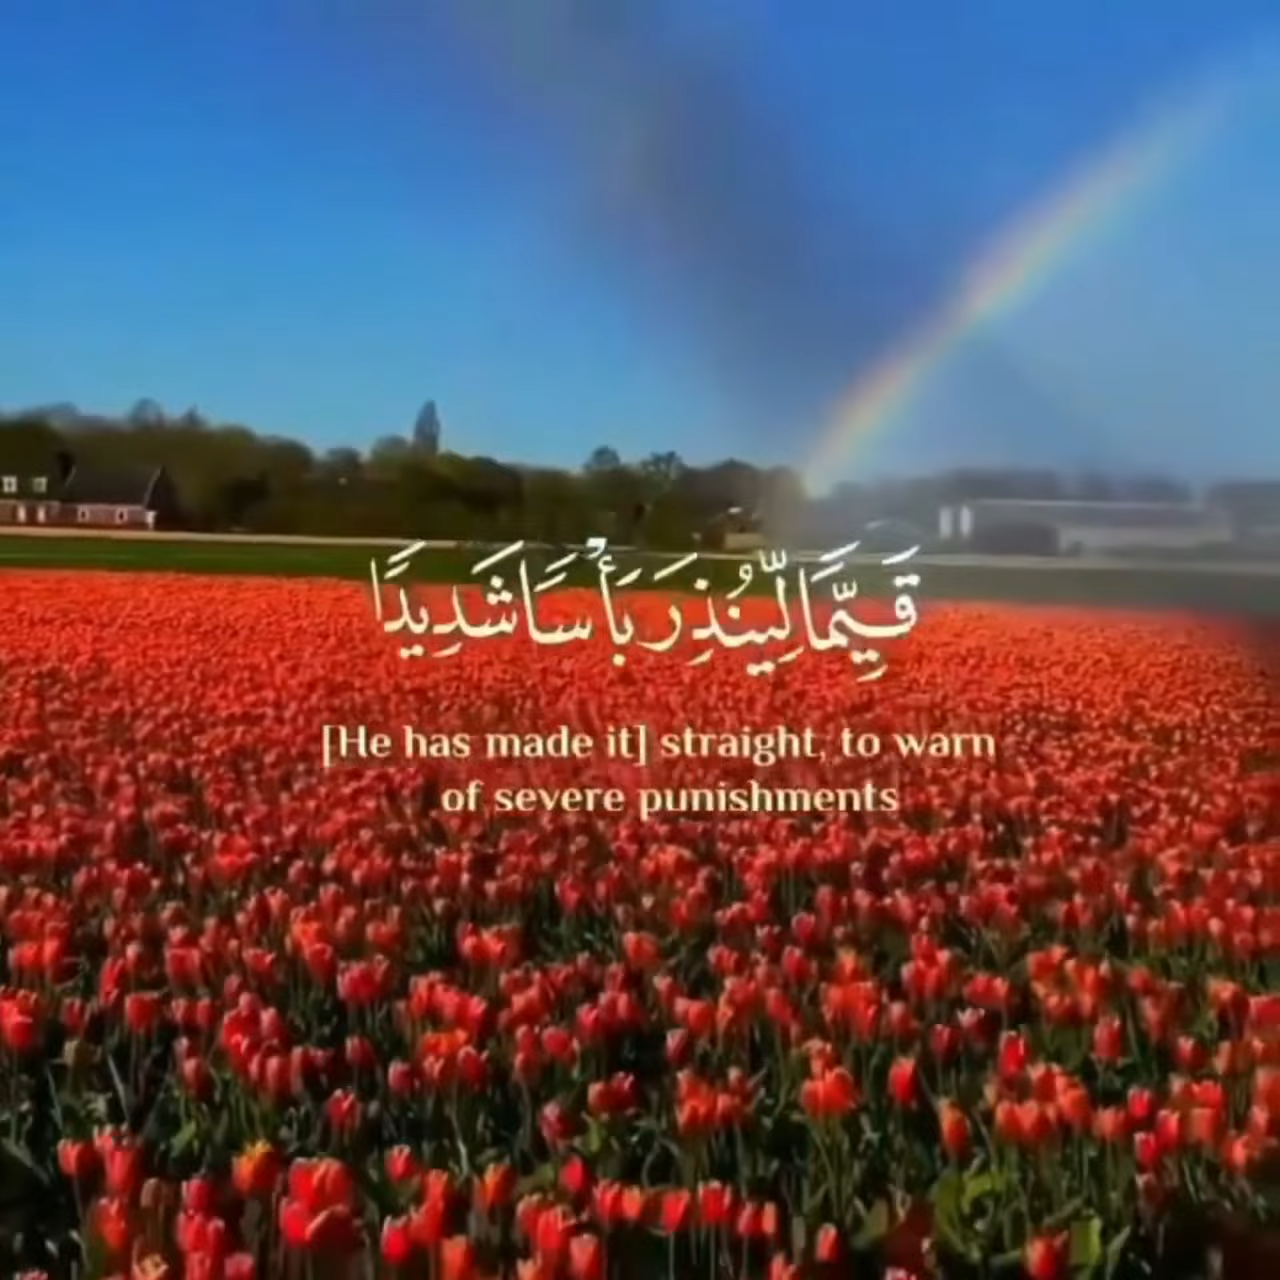 قَيِّمًا لِّيُنذِرَ بَأْسًا شَدِيدًا
[He has made it] straight, to warn
of severe punishments